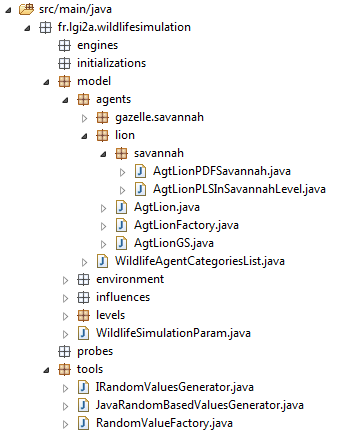 src/main/java
fr.lgi2a.wildlifesimulation
engines
initializations
model
agents
gazelle.savannah
lion
savannah
AgtLionPDFSavannah.java
AgtLionPLSInSavannahLevel.java
AgtLion.java
AgtLionFactory.java
AgtLionGS.java
WildlifeAgentCategoriesList.java
environment
influences
levels
WildlifeSimulationParam.java
probes
tools
IRandomValuesGenerator.java
JavaRandomBasedValuesGenerator.java
RandomValueFactory.java